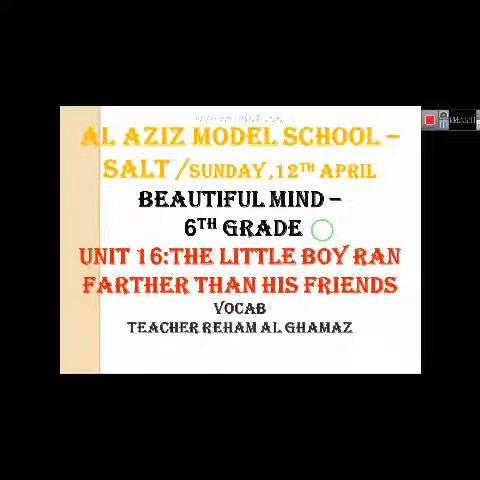 AL AZIZ MODEL SCHOOL –
SALT /SUNDAY ,12TH APRIL
BEAUTIFUL MIND –
6TH GRADE
UNIT 16:THE LITTLE BOY RAN
FARTHER THAN HIS FRIENDS
VOCAB
TEACHER REHAM AL GHAMAZ